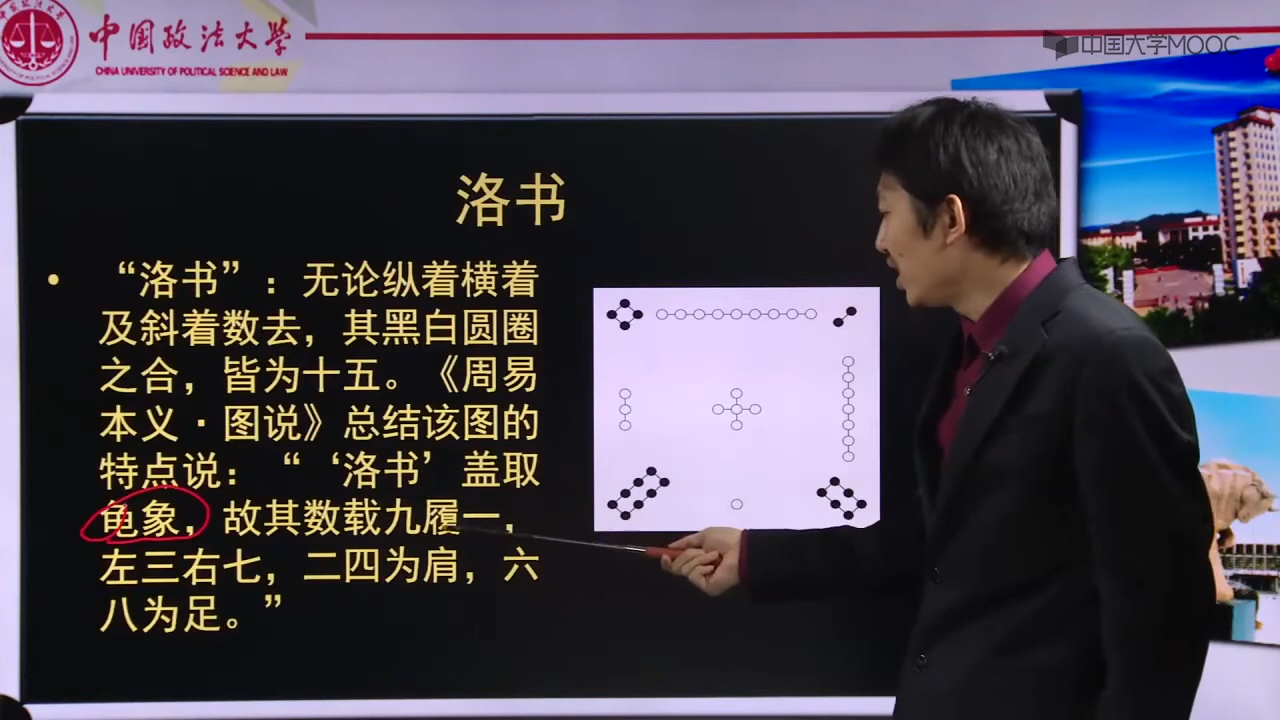 中国政法大学
CHINA UNIVERSITY OF POLITICAL SCIENCE AND LAW
中国大学MOOC
洛书
• “洛书”：无论纵着横着
及斜着数去，其黑白圆圈
之合，皆为十五。《周易
本义·图说》总结该图的
特点说：“‘洛书’盖取
龟象，故其数载九履一，
左三右七，二四为肩，六
八为足。”